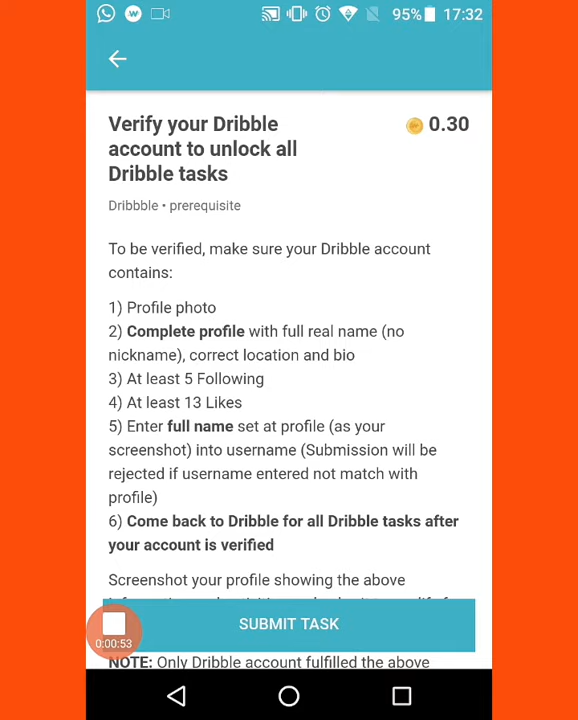 95% 17:32
Verify your Dribble 0.30
account to unlock all
Dribble tasks
Dribbble • prerequisite
To be verified, make sure your Dribble account
contains:
1) Profile photo
2) Complete profile with full real name (no
nickname), correct location and bio
3) At least 5 Following
4) At least 13 Likes
5) Enter full name set at profile (as your
screenshot) into username (Submission will be
rejected if username entered not match with
profile)
6) Come back to Dribble for all Dribble tasks after
your account is verified
Screenshot your profile showing the above
SUBMIT TASK
0:00:53
NOTE: Only Dribble account fulfilled the above